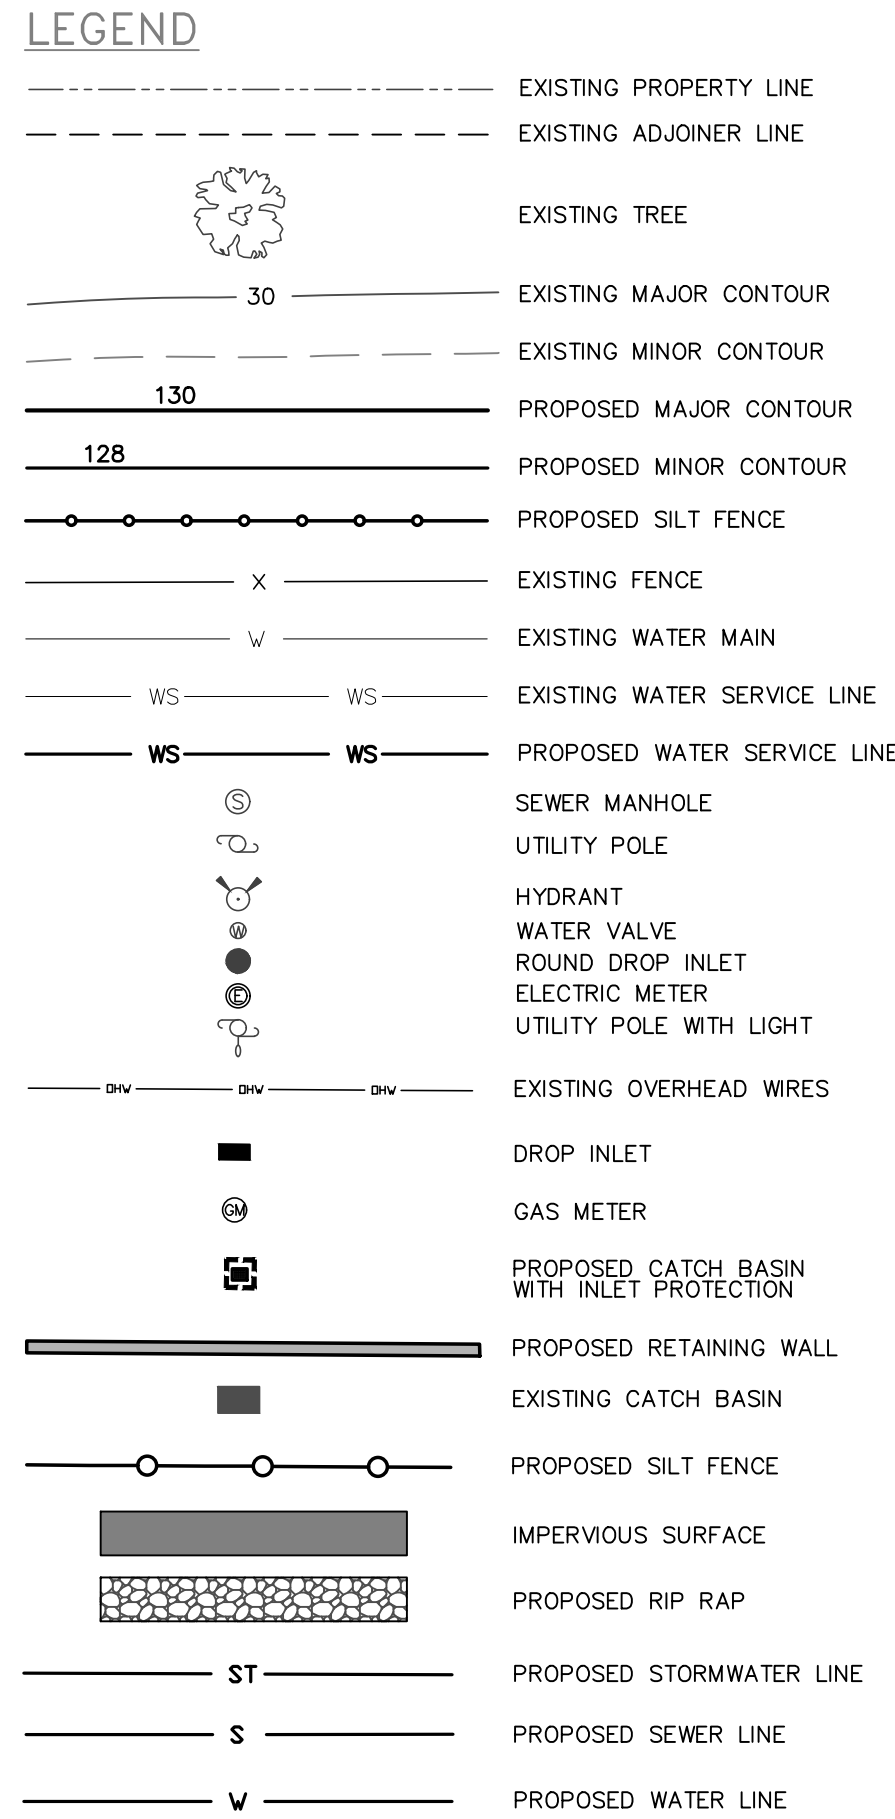 LEGEND
EXISTING PROPERTY LINE
EXISTING ADJOINER LINE
EXISTING TREE
30 EXISTING MAJOR CONTOUR
EXISTING MINOR CONTOUR
130 PROPOSED MAJOR CONTOUR
128 PROPOSED MINOR CONTOUR
PROPOSED SILT FENCE
X EXISTING FENCE
W EXISTING WATER MAIN
WS WS EXISTING WATER SERVICE LINE
WS WS PROPOSED WATER SERVICE LINE
S SEWER MANHOLE
UTILITY POLE
HYDRANT
W WATER VALVE
ROUND DROP INLET
E ELECTRIC METER
UTILITY POLE WITH LIGHT
OHW OHW OHW EXISTING OVERHEAD WIRES
DROP INLET
GM GAS METER
PROPOSED CATCH BASIN
WITH INLET PROTECTION
PROPOSED RETAINING WALL
EXISTING CATCH BASIN
PROPOSED SILT FENCE
IMPERVIOUS SURFACE
PROPOSED RIP RAP
ST PROPOSED STORMWATER LINE
S PROPOSED SEWER LINE
W PROPOSED WATER LINE